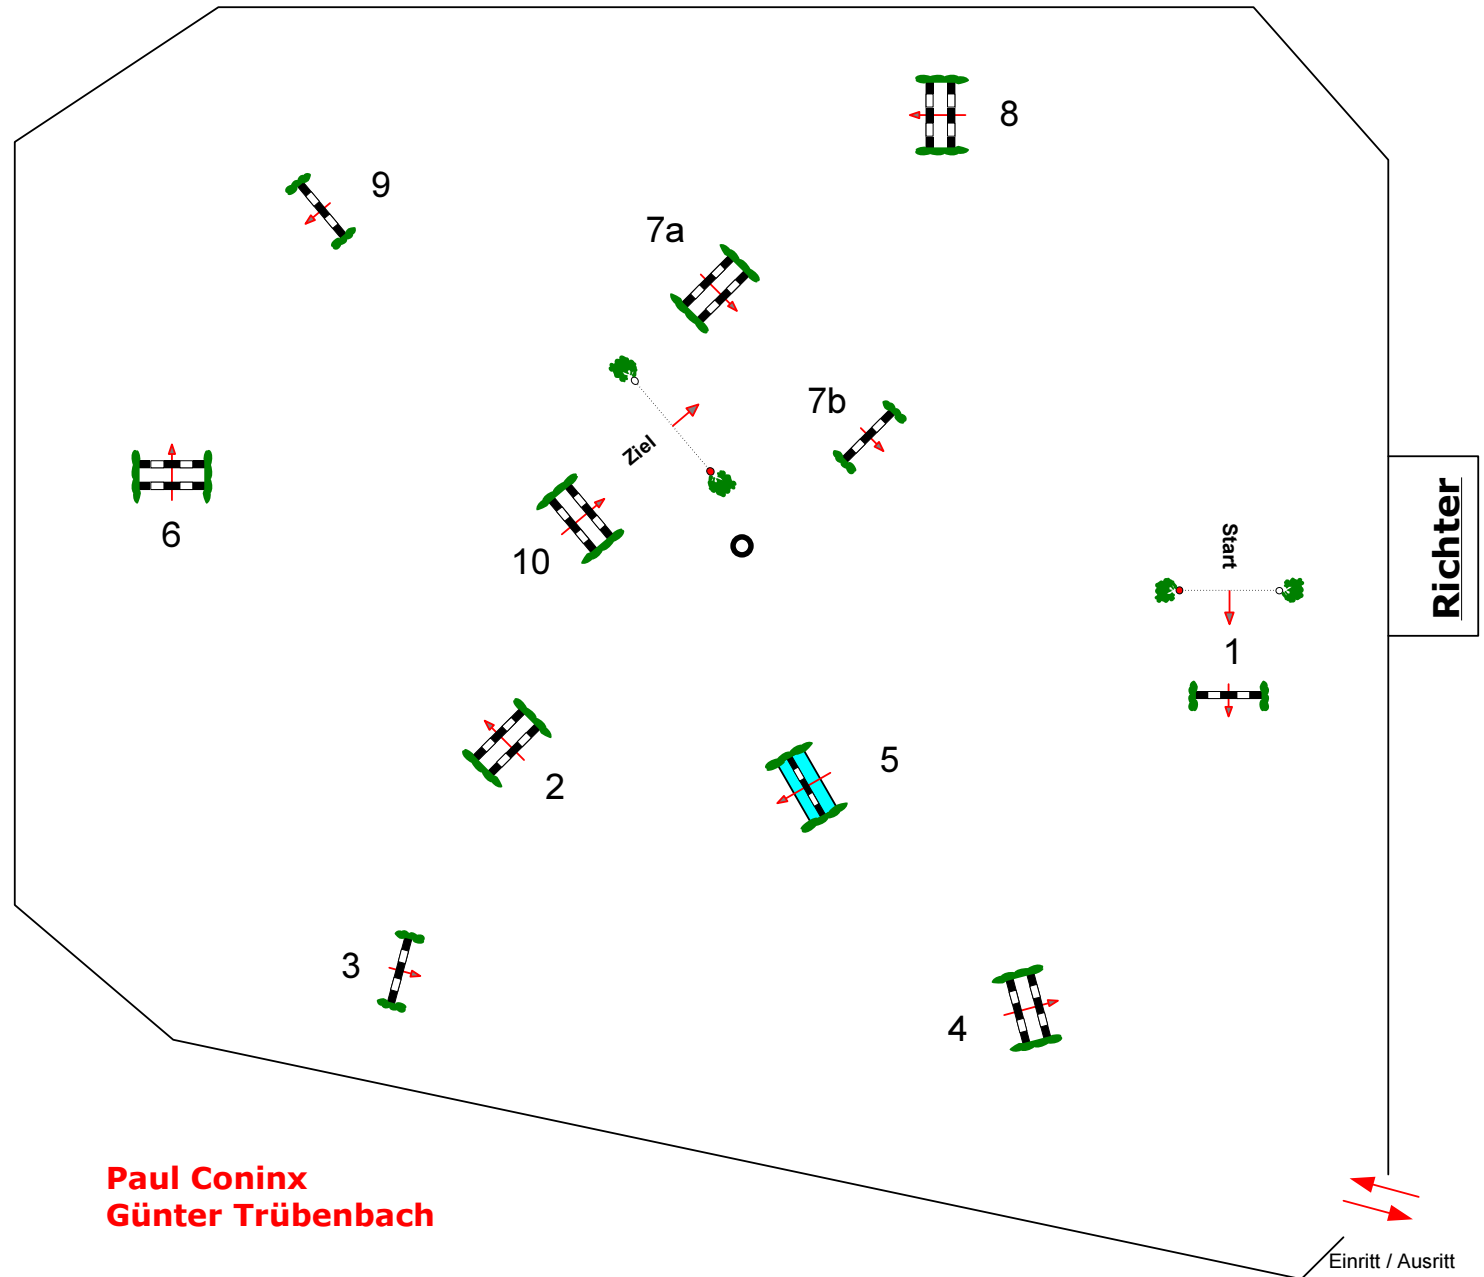 8
9
7a
7b
Ziel
6
10
Start
Richter
1
2
5
3
4
Paul Coninx
Günter Trübenbach
Einritt / Ausritt